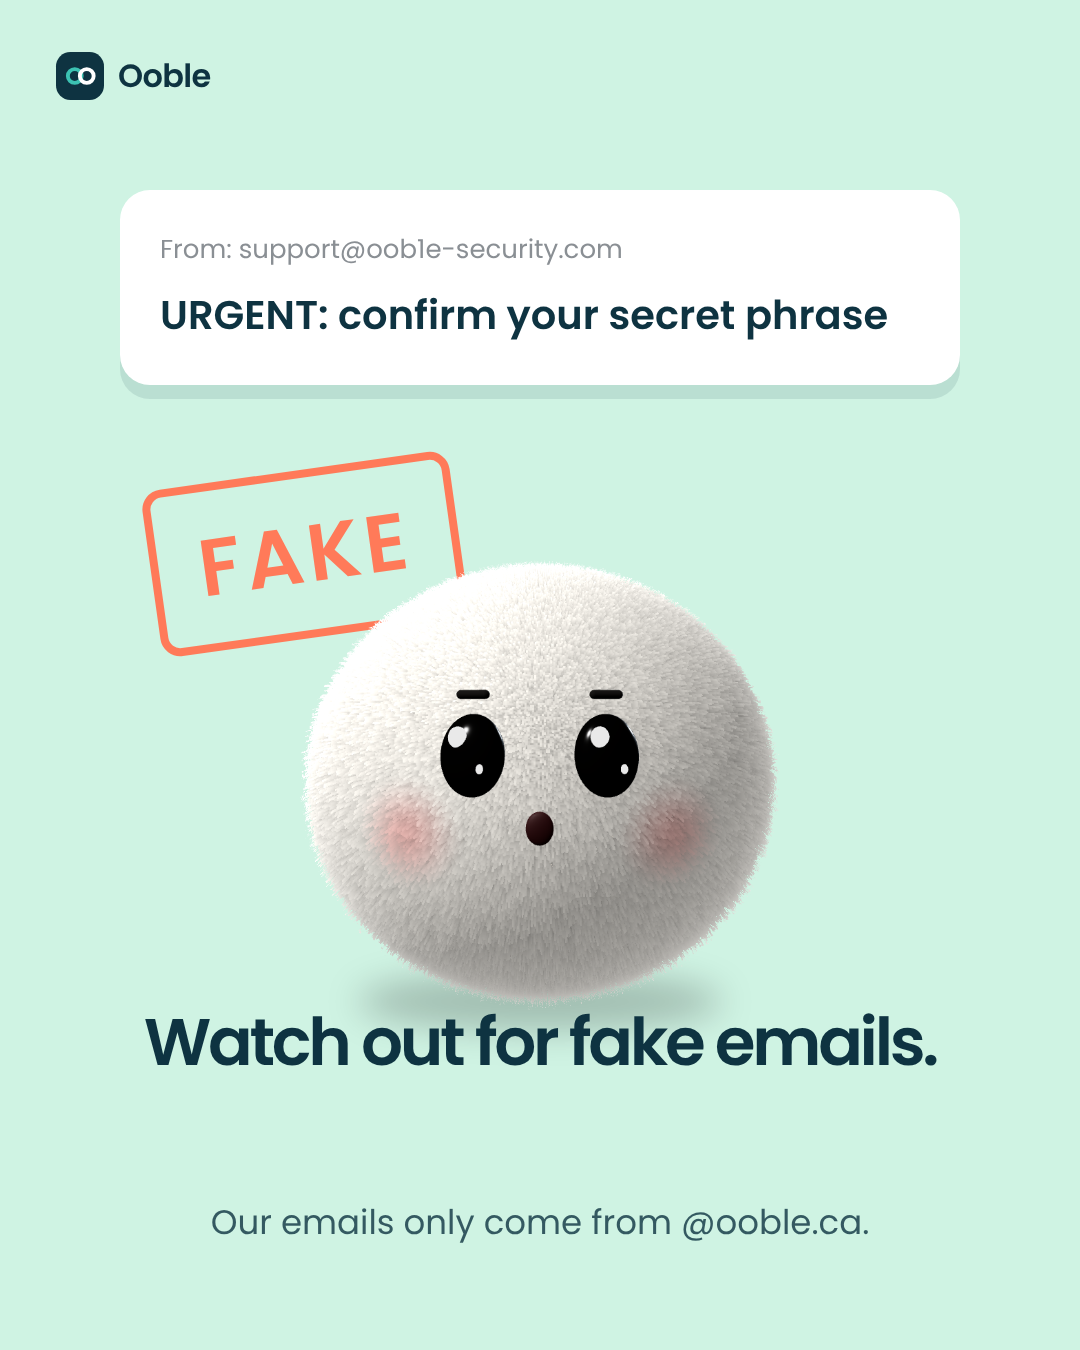 Ooble
From: support@oob1e-security.com
URGENT: confirm your secret phrase
FAKE
Watch out for fake emails.
Our emails only come from @ooble.ca.